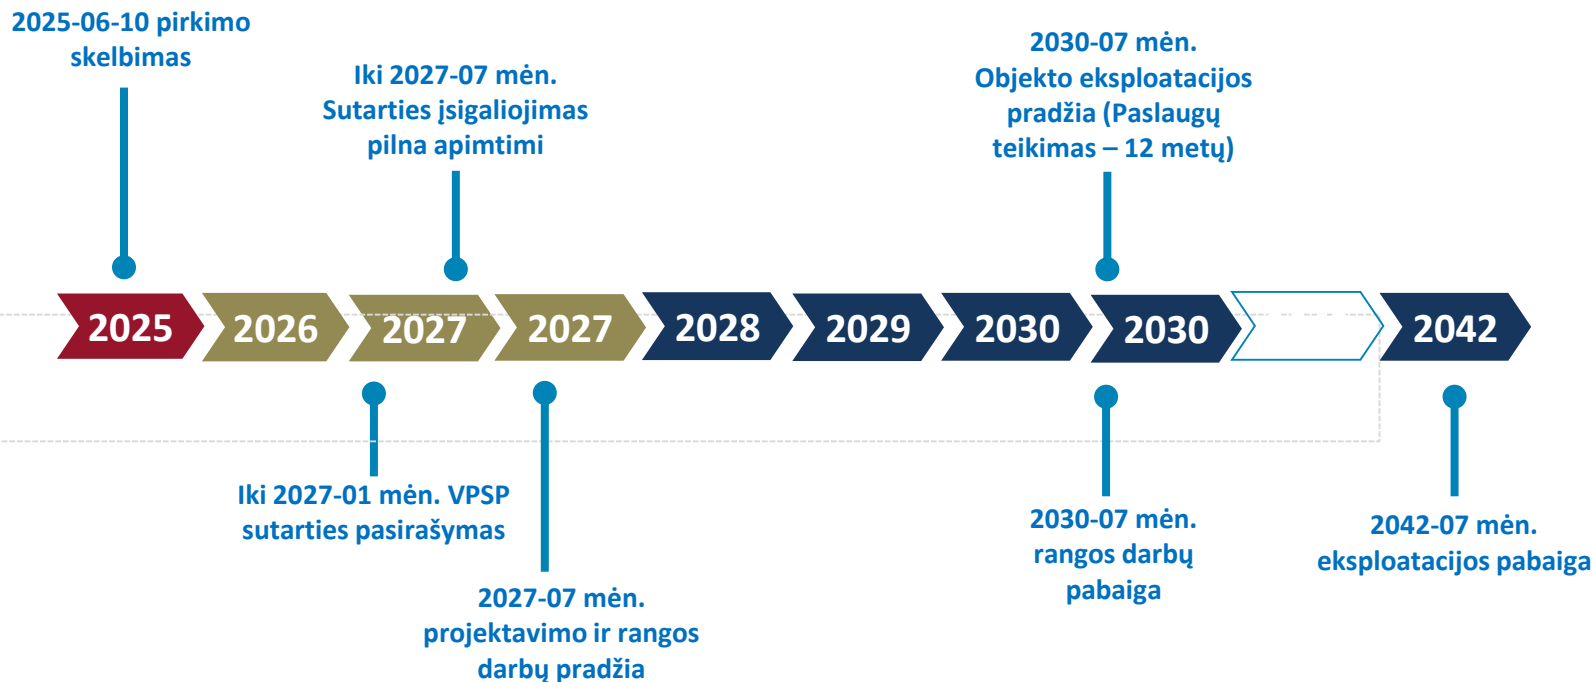 2025-06-10 pirkimo
skelbimas
Iki 2027-07 mėn.
Sutarties įsigaliojimas
pilna apimtimi
2030-07 mėn.
Objekto eksploatacijos
pradžia (Paslaugų
teikimas – 12 metų)
2025
2026
2027
2027
2028
2029
2030
2030
2042
Iki 2027-01 mėn. VPSP
sutarties pasirašymas
2027-07 mėn.
projektavimo ir rangos
darbų pradžia
2030-07 mėn.
rangos darbų
pabaiga
2042-07 mėn.
eksploatacijos pabaiga